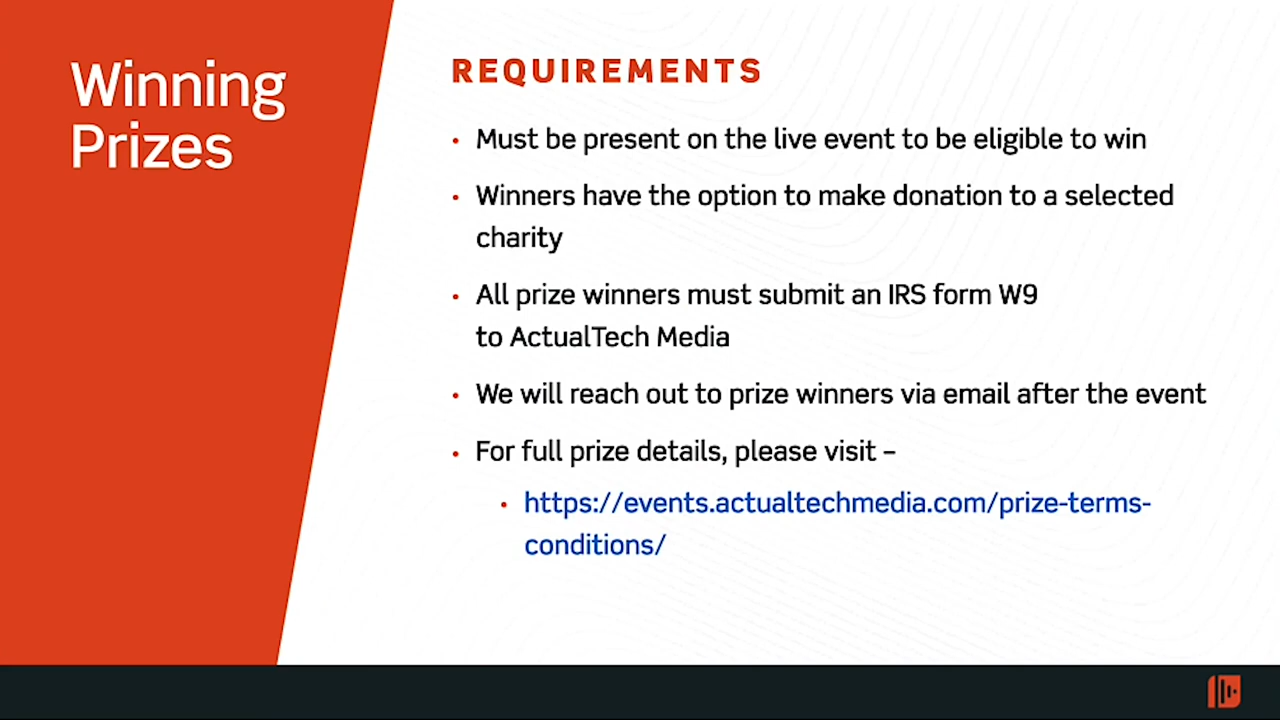 Winning
Prizes
REQUIREMENTS
• Must be present on the live event to be eligible to win
• Winners have the option to make donation to a selected
charity
• All prize winners must submit an IRS form W9
to ActualTech Media
• We will reach out to prize winners via email after the event
• For full prize details, please visit –
• https://events.actualtechmedia.com/prize-terms-
conditions/